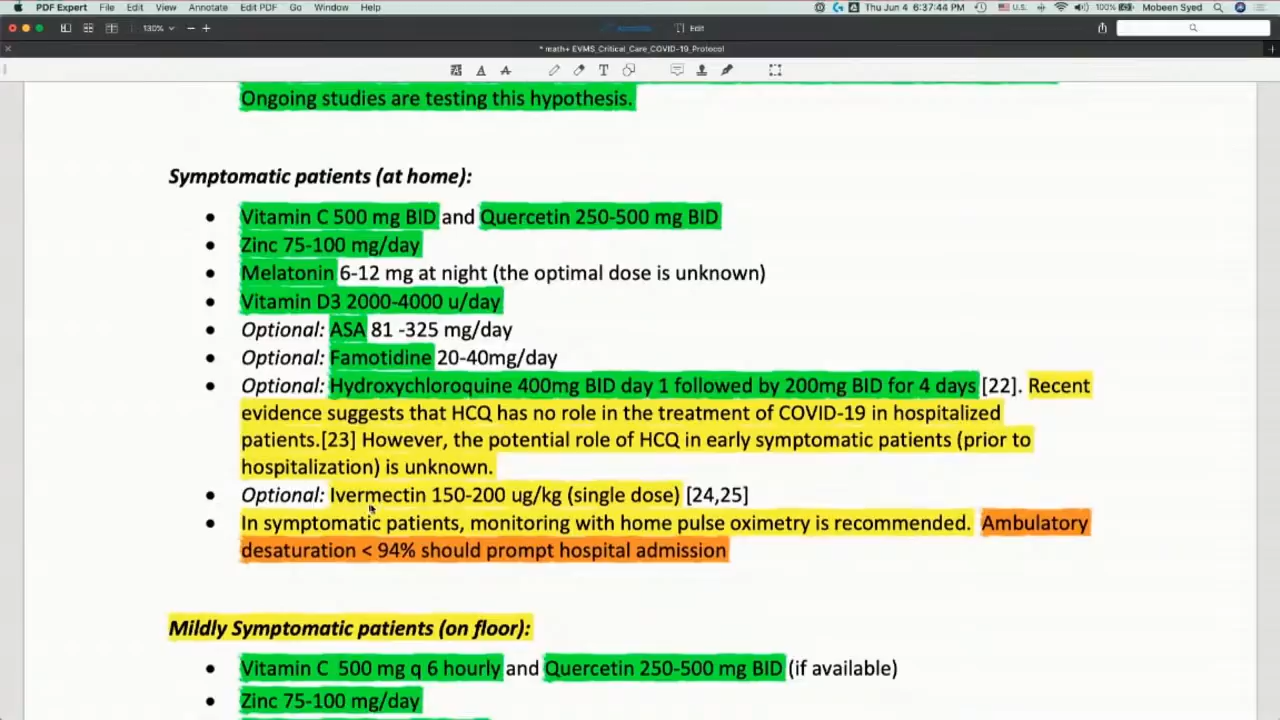 PDF Expert File Edit View Annotate Edit PDF Go Window Help U.S. 100% Thu Jun 4 6:37:44 PM Mobeen Syed
130% Edit
* math+ EVMS_Critical_Care_COVID-19_Protocol
Ongoing studies are testing this hypothesis.
Symptomatic patients (at home):
• Vitamin C 500 mg BID and Quercetin 250-500 mg BID
• Zinc 75-100 mg/day
• Melatonin 6-12 mg at night (the optimal dose is unknown)
• Vitamin D3 2000-4000 u/day
• Optional: ASA 81 -325 mg/day
• Optional: Famotidine 20-40mg/day
• Optional: Hydroxychloroquine 400mg BID day 1 followed by 200mg BID for 4 days [22]. Recent
evidence suggests that HCQ has no role in the treatment of COVID-19 in hospitalized
patients.[23] However, the potential role of HCQ in early symptomatic patients (prior to
hospitalization) is unknown.
• Optional: Ivermectin 150-200 ug/kg (single dose) [24,25]
• In symptomatic patients, monitoring with home pulse oximetry is recommended. Ambulatory
desaturation < 94% should prompt hospital admission
Mildly Symptomatic patients (on floor):
• Vitamin C 500 mg q 6 hourly and Quercetin 250-500 mg BID (if available)
• Zinc 75-100 mg/day